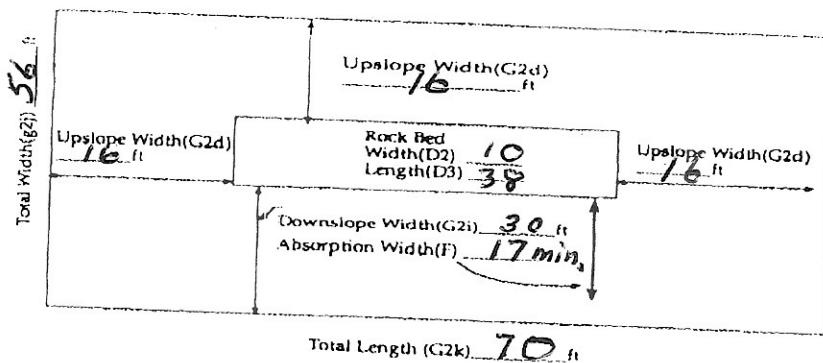 Upslope Width(G2d)
16 ft
Total Width(g2j) 56 ft
Upslope Width(G2d)
16 ft
Rock Bed
Width(D2) 10
Length(D3) 38
Upslope Width(G2d)
16 ft
Downslope Width(G2i) 30 ft
Absorption Width(F) 17 min.
Total Length (G2k) 70 ft